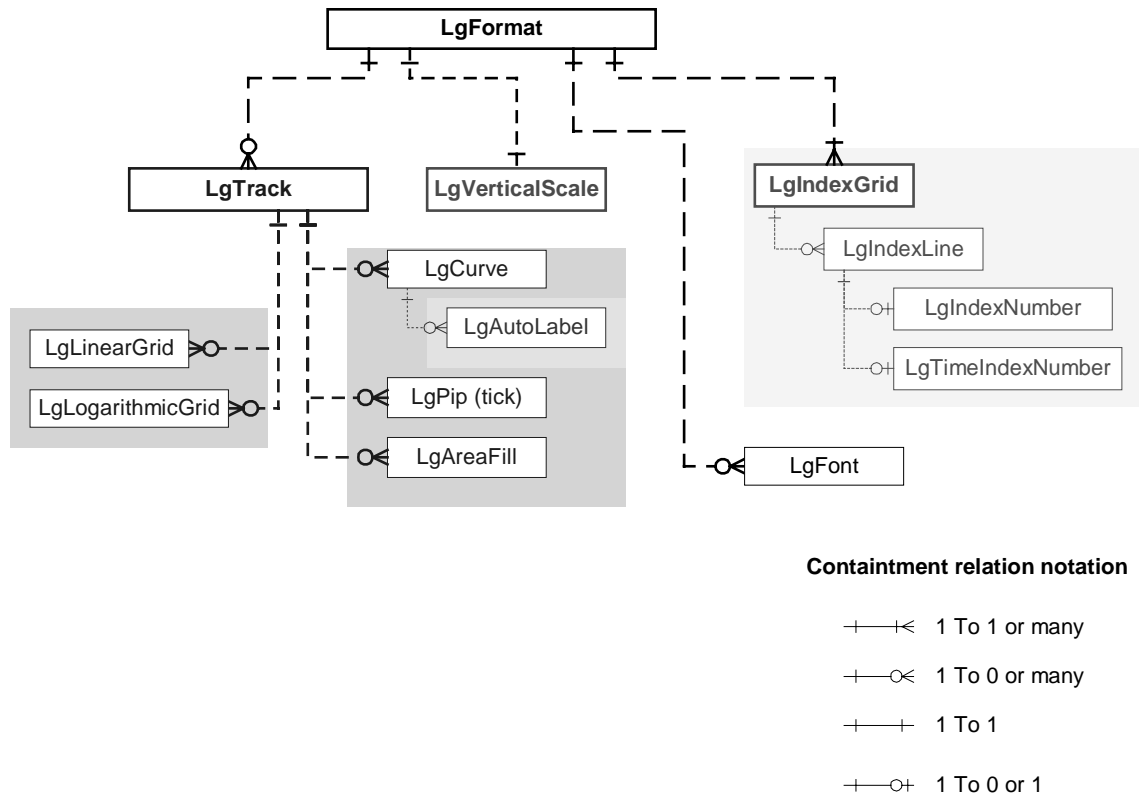 LgFormat
LgTrack
LgVerticalScale
LgIndexGrid
LgIndexLine
LgCurve
LgIndexNumber
LgAutoLabel
LgLinearGrid
LgTimeIndexNumber
LgLogarithmicGrid
LgPip (tick)
LgAreaFill
LgFont
Containtment relation notation
1 To 1 or many
1 To 0 or many
1 To 1
1 To 0 or 1